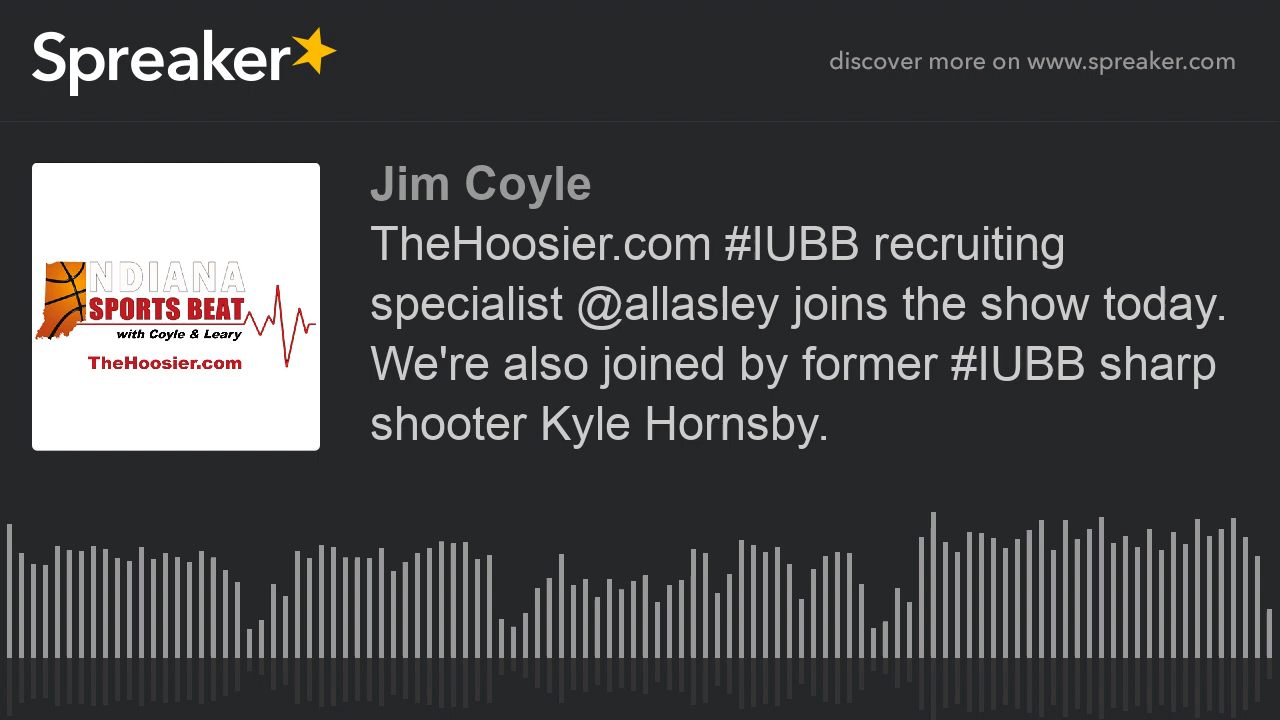 Spreaker
discover more on www.spreaker.com
Jim Coyle
TheHoosier.com #IUBB recruiting
specialist @allasley joins the show today.
We're also joined by former #IUBB sharp
shooter Kyle Hornsby.
NDIANA
SPORTS BEAT
with Coyle & Leary
TheHoosier.com